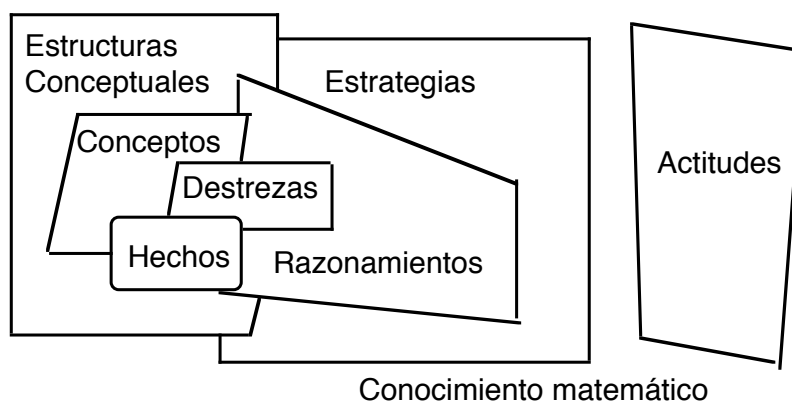 Estructuras
Conceptuales
Estrategias
Conceptos
Destrezas
Hechos
Razonamientos
Actitudes
Conocimiento matemático